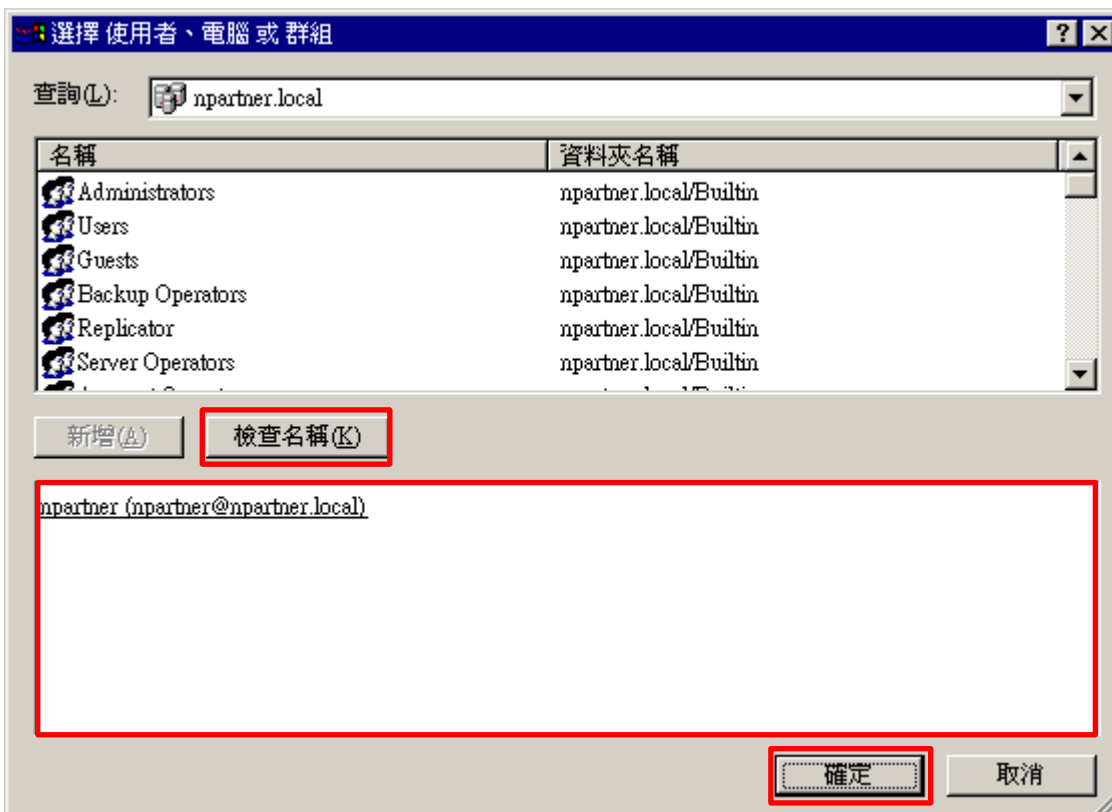 選擇 使用者、電腦 或 群組
查詢(L): npartner.local
名稱 資料夾名稱
Administrators npartner.local/Builtin
Users npartner.local/Builtin
Guests npartner.local/Builtin
Backup Operators npartner.local/Builtin
Replicator npartner.local/Builtin
Server Operators npartner.local/Builtin
新增(A) 檢查名稱(K)
npartner (npartner@npartner.local)
確定 取消